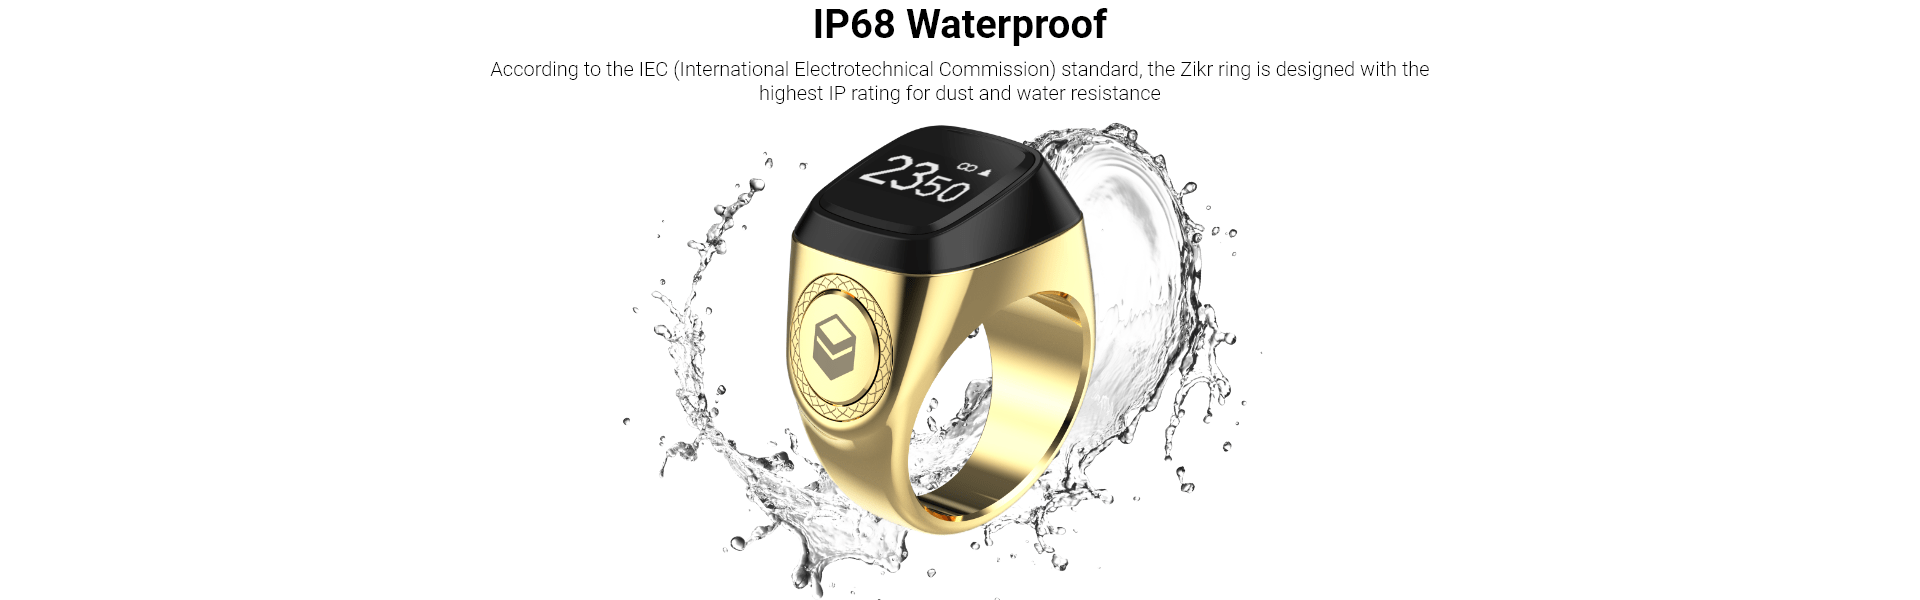 IP68 Waterproof
According to the IEC (International Electrotechnical Commission) standard, the Zikr ring is designed with the
highest IP rating for dust and water resistance
∞▲
2350